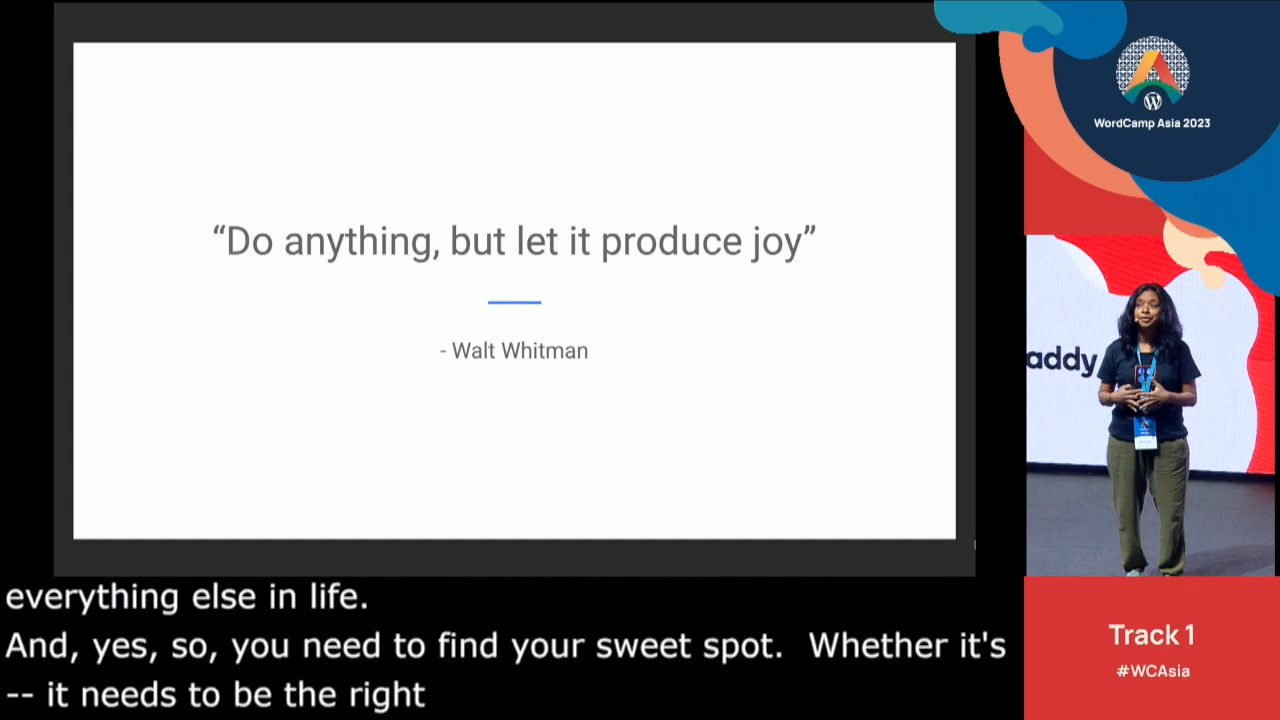 “Do anything, but let it produce joy”
- Walt Whitman
WordCamp Asia 2023
addy
everything else in life.
And, yes, so, you need to find your sweet spot.  Whether it's
-- it needs to be the right
Track 1
#WCAsia